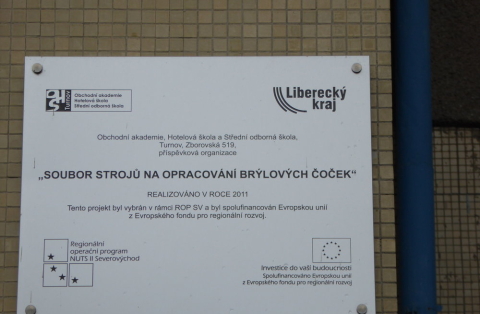 OA
HŠ
TURNOV
Obchodní akademie
Hotelová škola
Střední odborná škola
Liberecký
kraj
Obchodní akademie, Hotelová škola a Střední odborná škola,
Turnov, Zborovská 519,
příspěvková organizace
„SOUBOR STROJŮ NA OPRACOVÁNÍ BRÝLOVÝCH ČOČEK“
REALIZOVÁNO V ROCE 2011
Tento projekt byl vybrán v rámci ROP SV a byl spolufinancován Evropskou unií
z Evropského fondu pro regionální rozvoj.
Regionální
operační program
NUTS II Severovýchod
Investice do vaší budoucnosti
Spolufinancováno Evropskou unií
z Evropského fondu pro regionální rozvoj